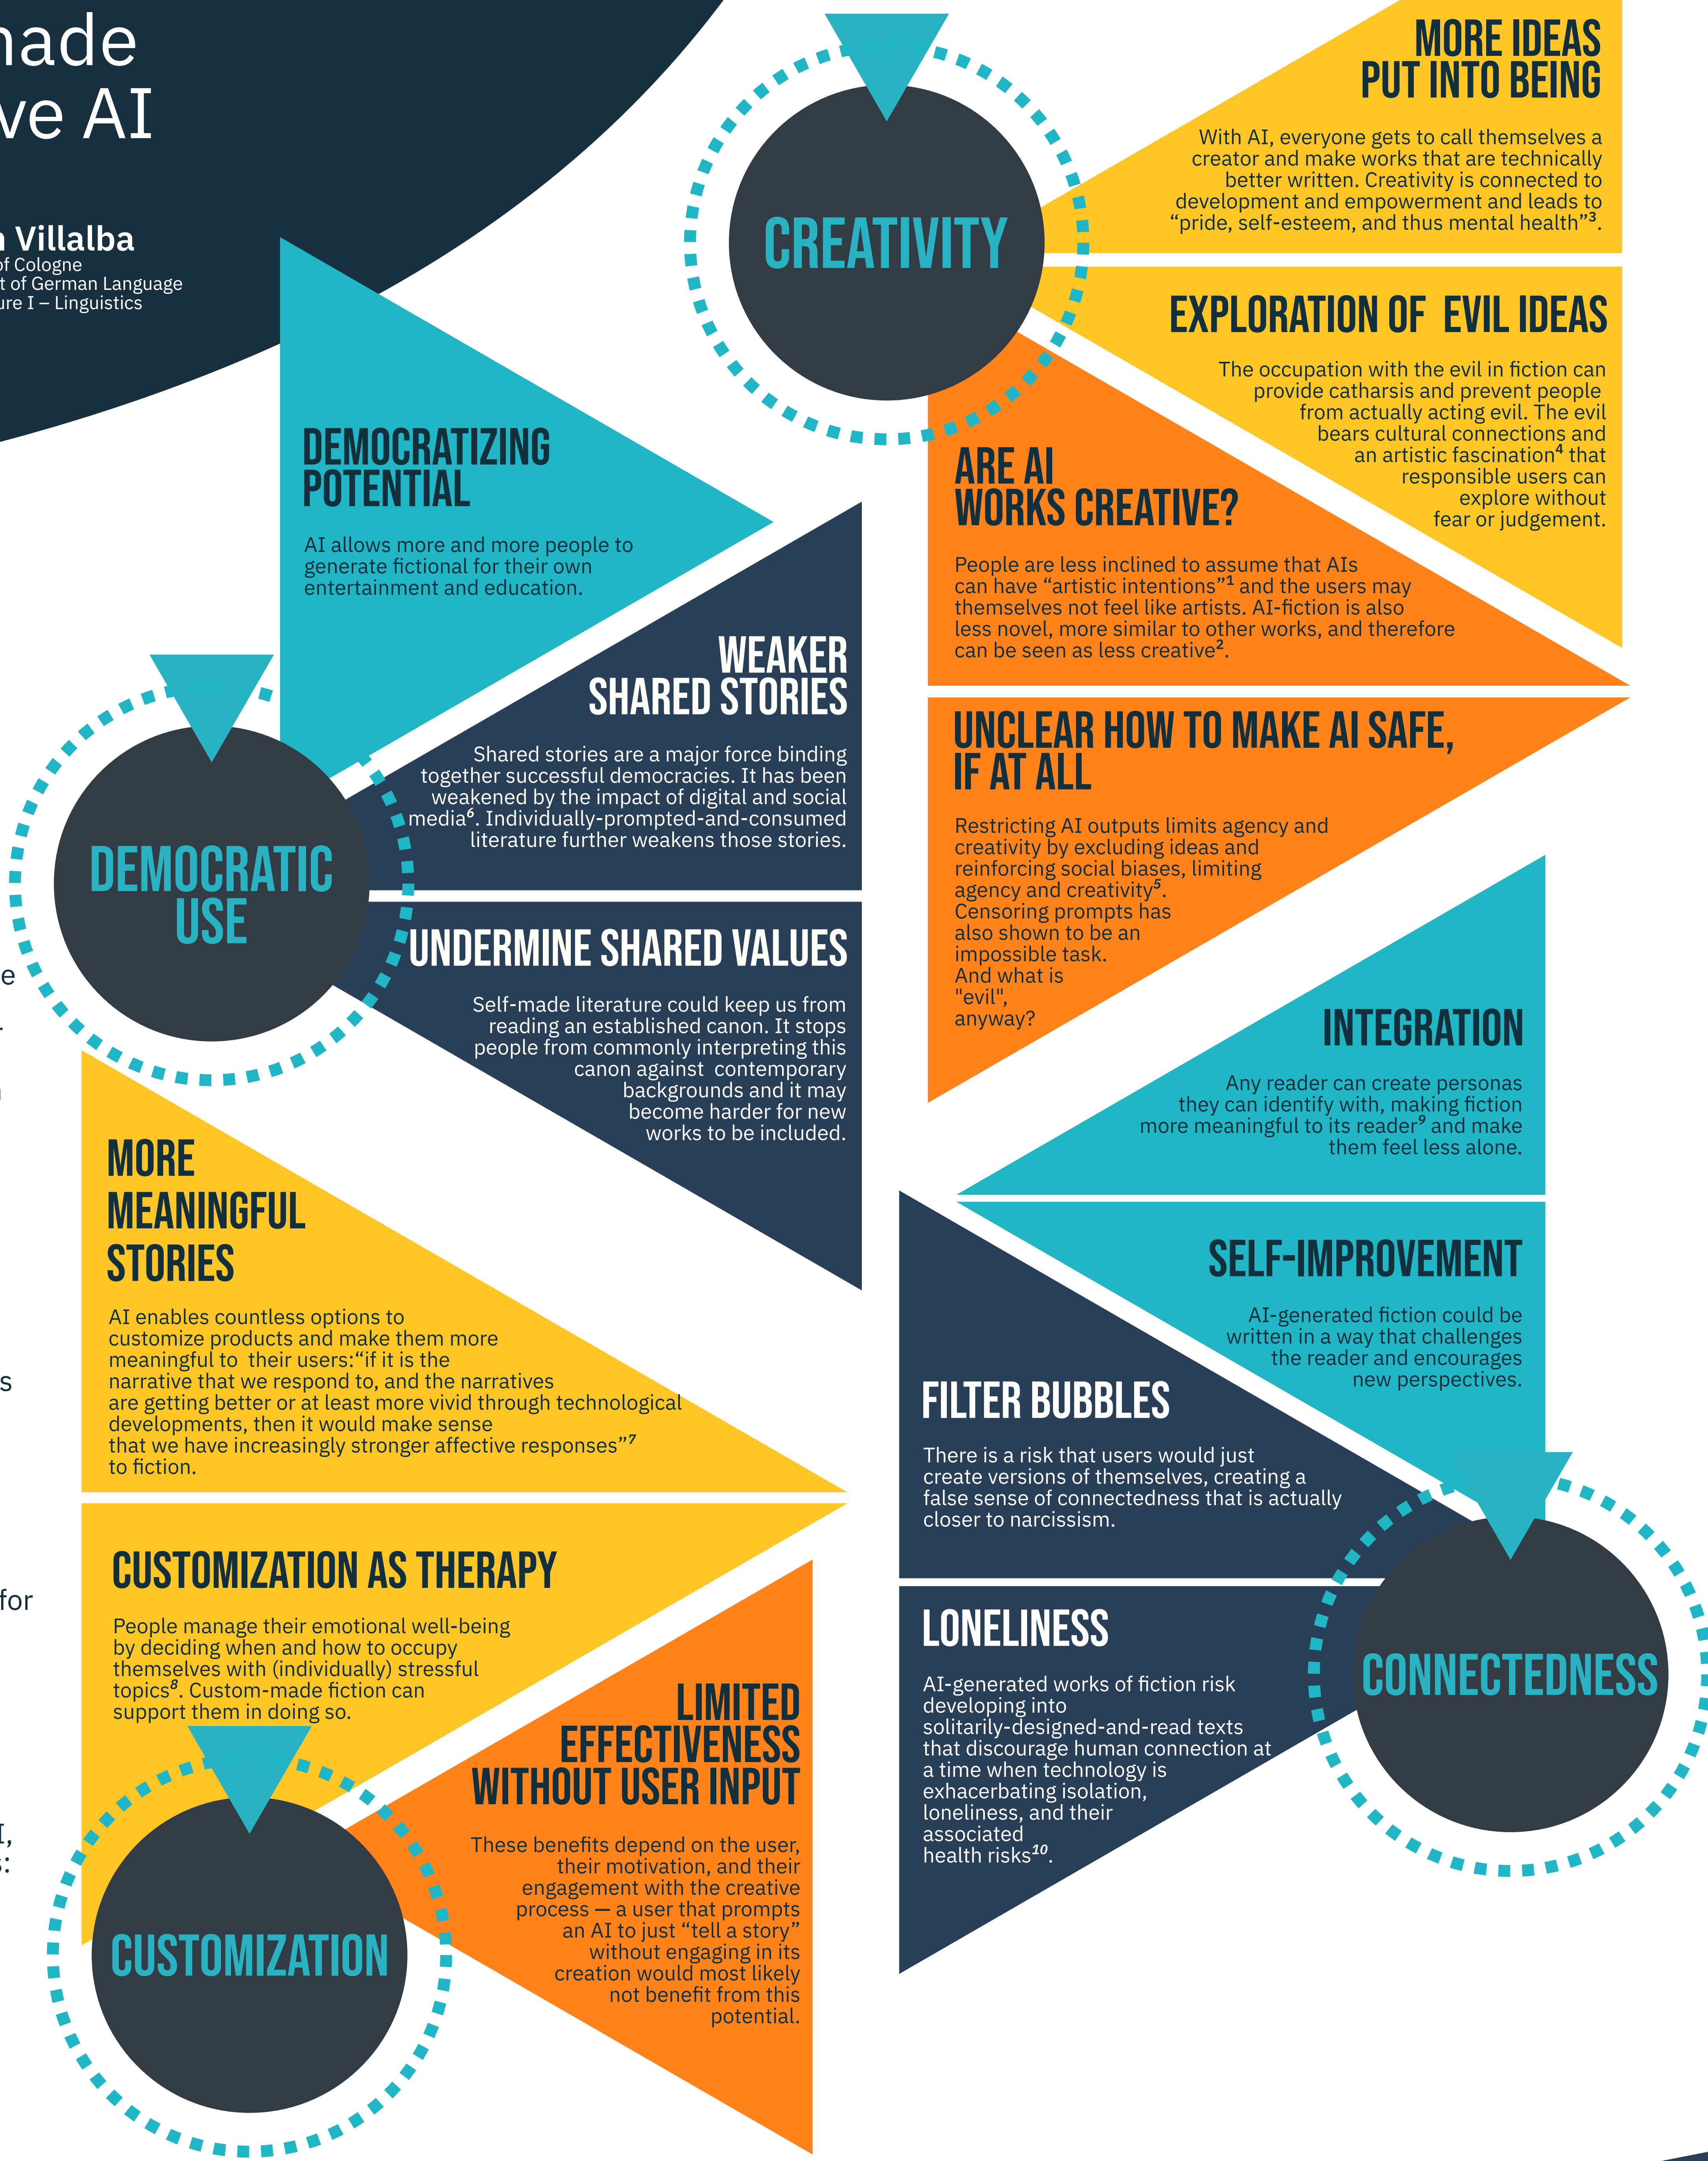 made
ve AI
n Villalba
of Cologne
t of German Language
ure I – Linguistics
CREATIVITY
MORE IDEAS
PUT INTO BEING
With AI, everyone gets to call themselves a
creator and make works that are technically
better written. Creativity is connected to
development and empowerment and leads to
“pride, self-esteem, and thus mental health”³.
EXPLORATION OF EVIL IDEAS
The occupation with the evil in fiction can
provide catharsis and prevent people
from actually acting evil. The evil
bears cultural connections and
an artistic fascination⁴ that
responsible users can
explore without
fear or judgement.
ARE AI
WORKS CREATIVE?
People are less inclined to assume that AIs
can have “artistic intentions”¹ and the users may
themselves not feel like artists. AI-fiction is also
less novel, more similar to other works, and therefore
can be seen as less creative².
UNCLEAR HOW TO MAKE AI SAFE,
IF AT ALL
Restricting AI outputs limits agency and
creativity by excluding ideas and
reinforcing social biases, limiting
agency and creativity⁵.
Censoring prompts has
also shown to be an
impossible task.
And what is
"evil",
anyway?
DEMOCRATIC
USE
DEMOCRATIZING
POTENTIAL
AI allows more and more people to
generate fictional for their own
entertainment and education.
WEAKER
SHARED STORIES
Shared stories are a major force binding
together successful democracies. It has been
weakened by the impact of digital and social
media⁶. Individually-prompted-and-consumed
literature further weakens those stories.
UNDERMINE SHARED VALUES
Self-made literature could keep us from
reading an established canon. It stops
people from commonly interpreting this
canon against contemporary
backgrounds and it may
become harder for new
works to be included.
e
s
for
I,
s:
MORE
MEANINGFUL
STORIES
AI enables countless options to
customize products and make them more
meaningful to their users:“if it is the
narrative that we respond to, and the narratives
are getting better or at least more vivid through technological
developments, then it would make sense
that we have increasingly stronger affective responses”⁷
to fiction.
CUSTOMIZATION AS THERAPY
People manage their emotional well-being
by deciding when and how to occupy
themselves with (individually) stressful
topics⁸. Custom-made fiction can
support them in doing so.
LIMITED
EFFECTIVENESS
WITHOUT USER INPUT
These benefits depend on the user,
their motivation, and their
engagement with the creative
process — a user that prompts
an AI to just “tell a story”
without engaging in its
creation would most likely
not benefit from this
potential.
CUSTOMIZATION
INTEGRATION
Any reader can create personas
they can identify with, making fiction
more meaningful to its reader⁹ and make
them feel less alone.
SELF-IMPROVEMENT
AI-generated fiction could be
written in a way that challenges
the reader and encourages
new perspectives.
FILTER BUBBLES
There is a risk that users would just
create versions of themselves, creating a
false sense of connectedness that is actually
closer to narcissism.
LONELINESS
AI-generated works of fiction risk
developing into
solitarily-designed-and-read texts
that discourage human connection at
a time when technology is
exhacerbating isolation,
loneliness, and their
associated
health risks¹⁰.
CONNECTEDNESS